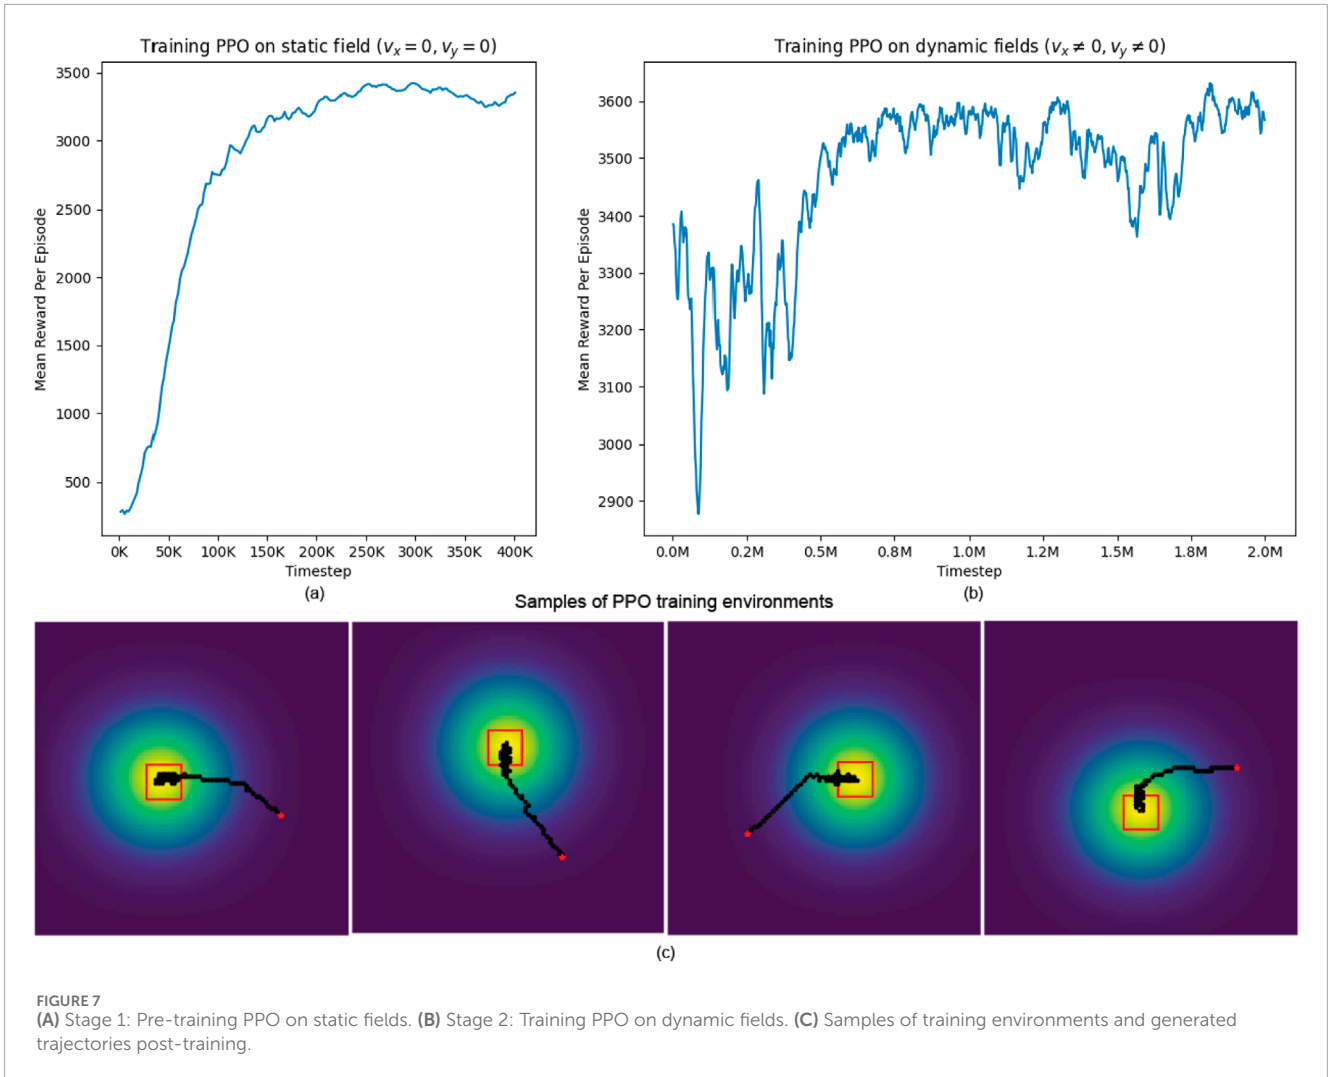 Training PPO on static field (vₓ = 0, vᵧ = 0)
3500
3000
2500
2000
1500
1000
500
Mean Reward Per Episode
0K 50K 100K 150K 200K 250K 300K 350K 400K
Timestep
(a)
Training PPO on dynamic fields (vₓ ≠ 0, vᵧ ≠ 0)
3600
3500
3400
3300
3200
3100
3000
2900
Mean Reward Per Episode
0.0M 0.2M 0.5M 0.8M 1.0M 1.2M 1.5M 1.8M 2.0M
Timestep
(b)
Samples of PPO training environments
(c)
FIGURE 7
(A) Stage 1: Pre-training PPO on static fields. (B) Stage 2: Training PPO on dynamic fields. (C) Samples of training environments and generated
trajectories post-training.